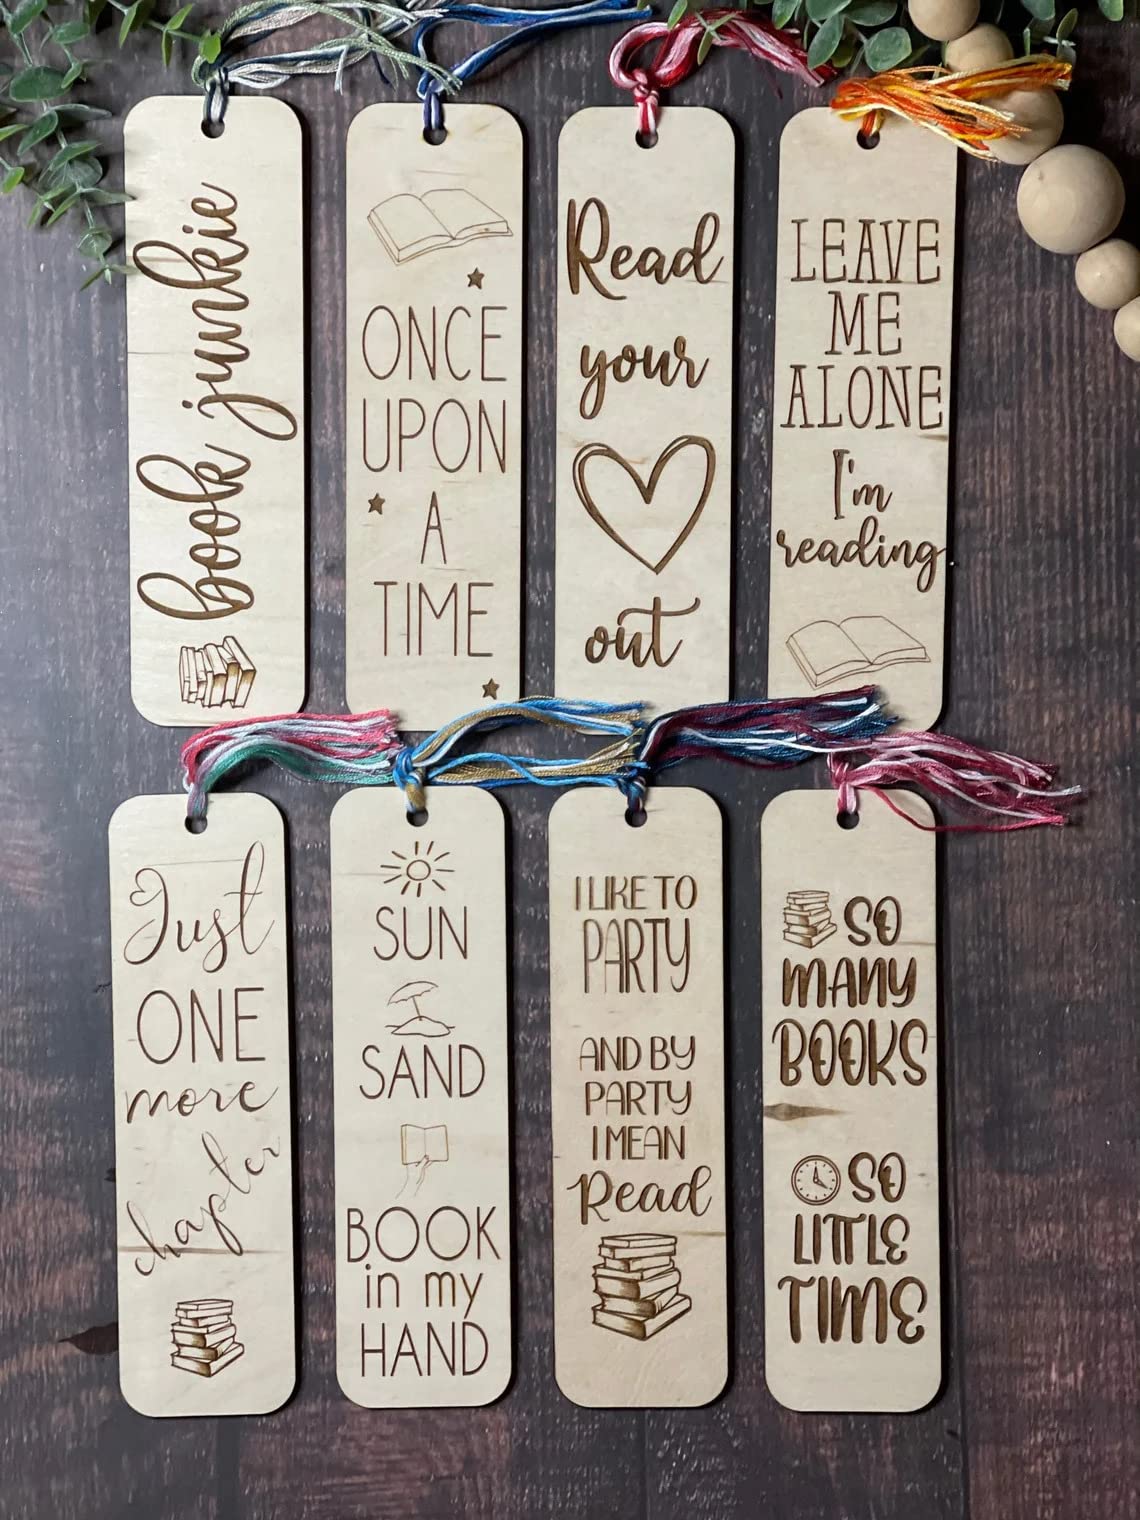 book junkie
ONCE
UPON
A
TIME
Read
your
out
LEAVE
ME
ALONE
I'm
reading
Just
ONE
more
chapter
SUN
SAND
BOOK
in my
HAND
I LIKE TO
PARTY
AND BY
PARTY
I MEAN
Read
SO
MANY
BOOKS
SO
LITTLE
TIME